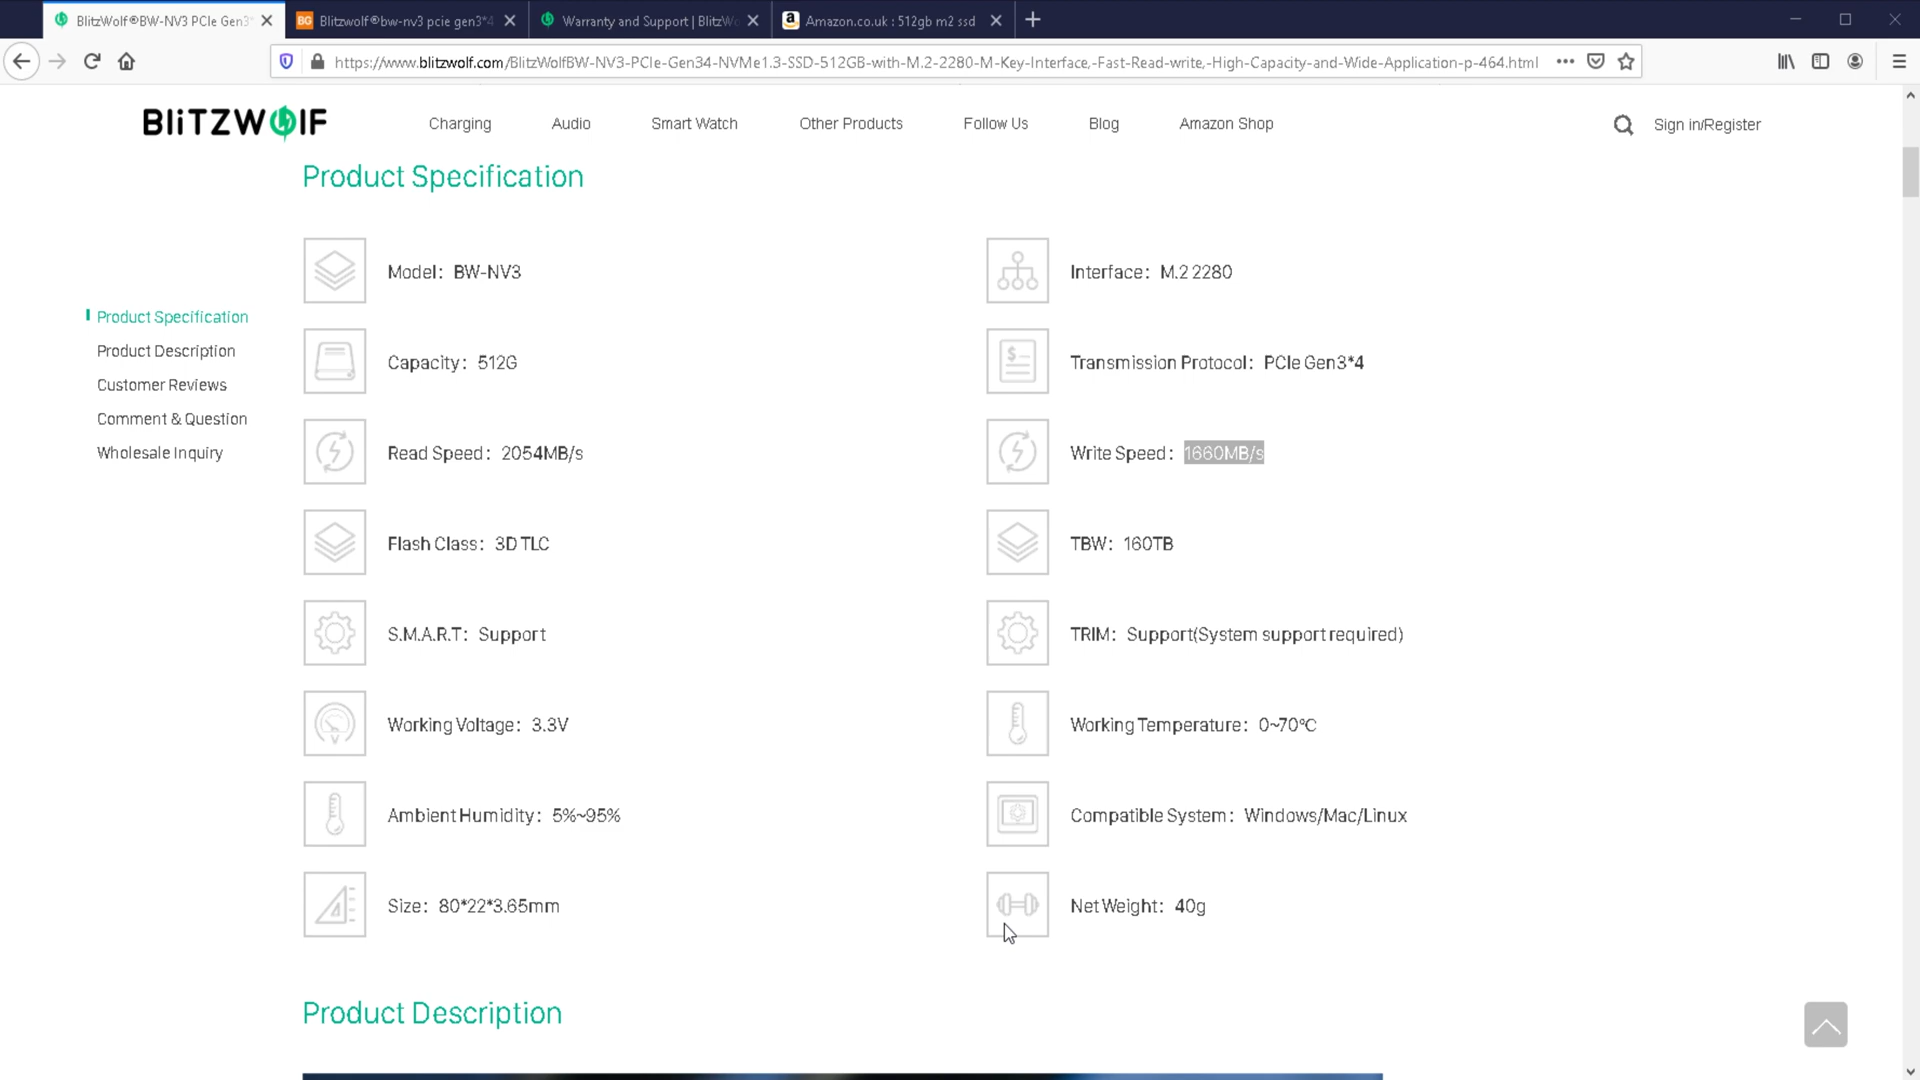 BlitzWolf®BW-NV3 PCIe Gen3*
Blitzwolf®bw-nv3 pcie gen3*4
Warranty and Support | BlitzWo
Amazon.co.uk : 512gb m2 ssd
https://www.blitzwolf.com/BlitzWolfBW-NV3-PCIe-Gen34-NVMe1.3-SSD-512GB-with-M.2-2280-M-Key-Interface,-Fast-Read-write,-High-Capacity-and-Wide-Application-p-464.html
BLiTZWOLF
Charging
Audio
Smart Watch
Other Products
Follow Us
Blog
Amazon Shop
Sign in/Register
Product Specification
Model: BW-NV3
Interface: M.2 2280
Product Specification
Product Description
Customer Reviews
Comment & Question
Wholesale Inquiry
Capacity: 512G
Transmission Protocol: PCIe Gen3*4
Read Speed: 2054MB/s
Write Speed: 1660MB/s
Flash Class: 3D TLC
TBW: 160TB
S.M.A.R.T: Support
TRIM: Support(System support required)
Working Voltage: 3.3V
Working Temperature: 0~70℃
Ambient Humidity: 5%~95%
Compatible System: Windows/Mac/Linux
Size: 80*22*3.65mm
Net Weight: 40g
Product Description